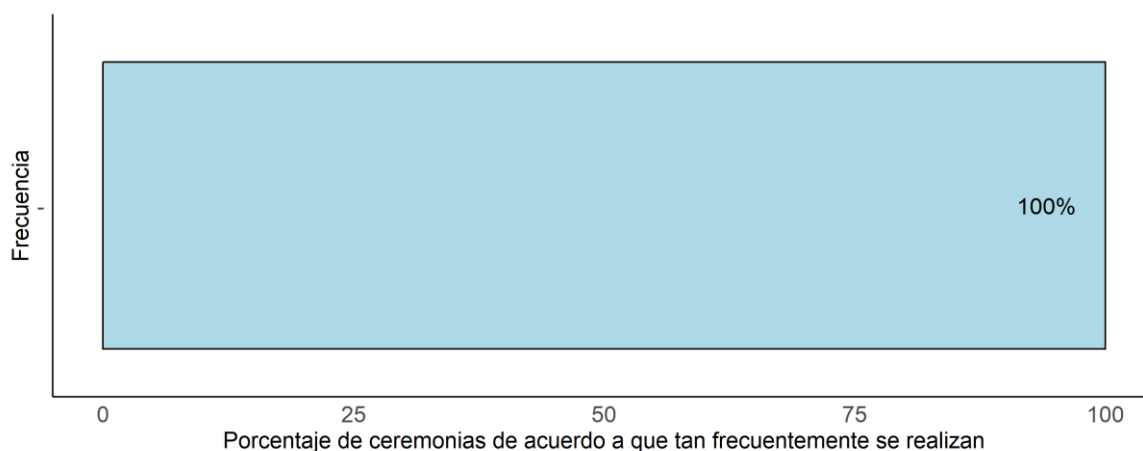 Frecuencia
100%
0 25 50 75 100
Porcentaje de ceremonias de acuerdo a que tan frecuentemente se realizan